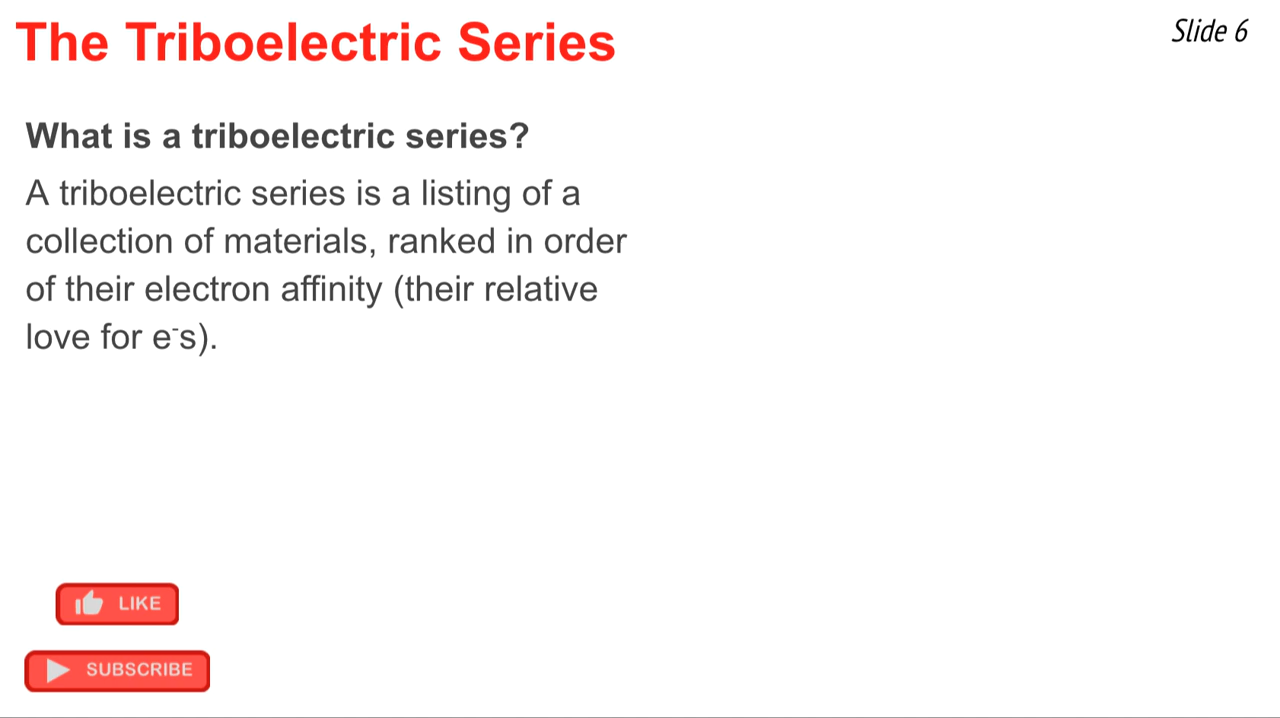 The Triboelectric Series
Slide 6
What is a triboelectric series?
A triboelectric series is a listing of a
collection of materials, ranked in order
of their electron affinity (their relative
love for e⁻s).
LIKE
SUBSCRIBE